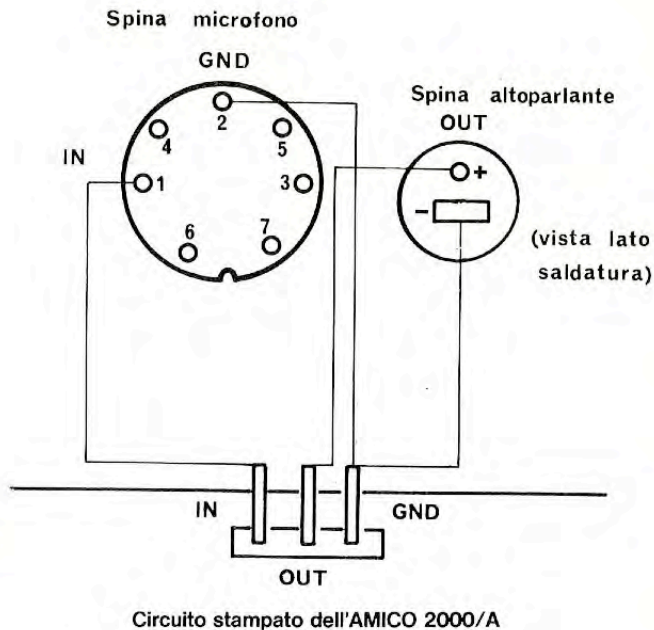 Spina microfono
GND
2
4
5
IN
1
3
6
7
Spina altoparlante
OUT
+
-
(vista lato
saldatura)
IN
GND
OUT
Circuito stampato dell'AMICO 2000/A